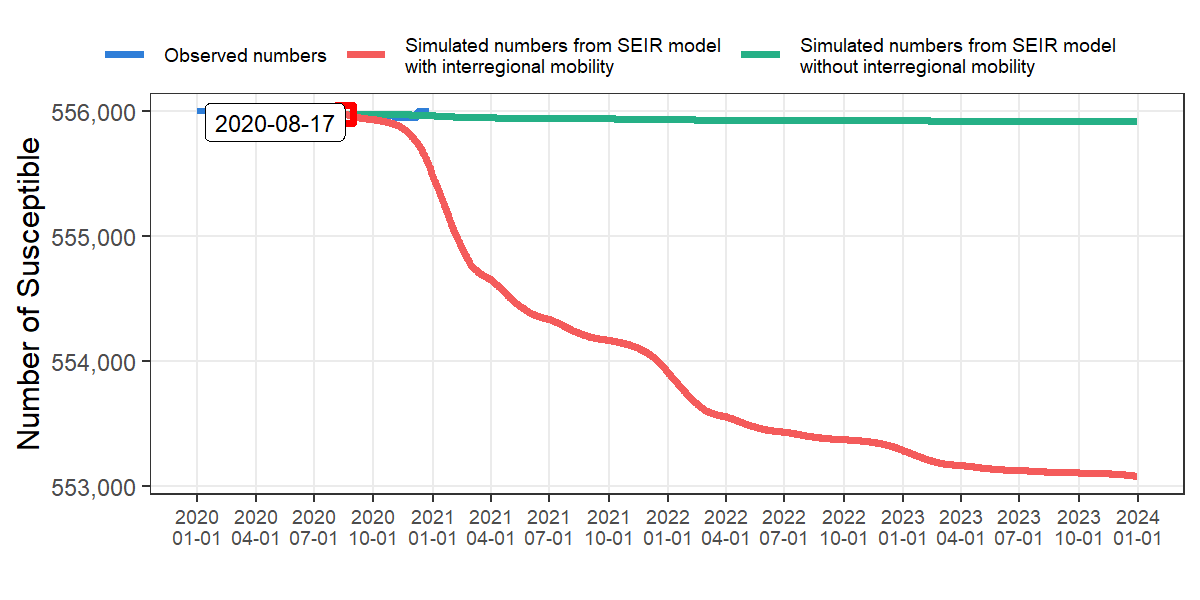 Observed numbers
Simulated numbers from SEIR model
with interregional mobility
Simulated numbers from SEIR model
without interregional mobility
Number of Susceptible
556,000
555,000
554,000
553,000
2020-08-17
2020 2020 2020 2020 2021 2021 2021 2021 2022 2022 2022 2022 2023 2023 2023 2023 2024
01-01 04-01 07-01 10-01 01-01 04-01 07-01 10-01 01-01 04-01 07-01 10-01 01-01 04-01 07-01 10-01 01-01